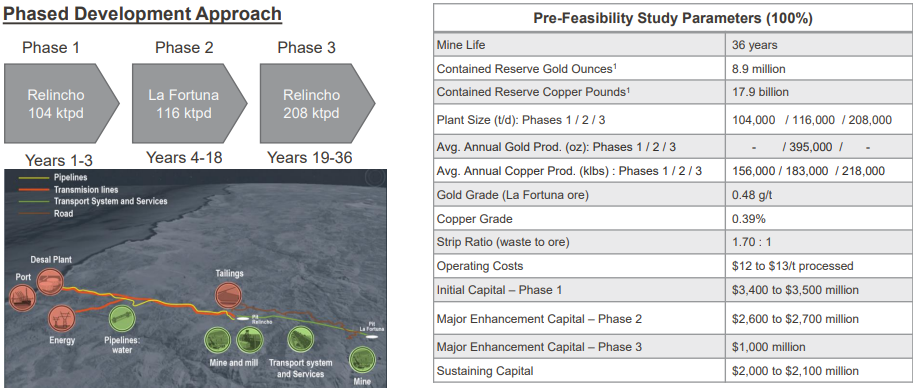 Phased Development Approach
Phase 1
Phase 2
Phase 3
Relincho
104 ktpd
La Fortuna
116 ktpd
Relincho
208 ktpd
Years 1-3
Years 4-18
Years 19-36
Pipelines
Transmision lines
Transport System and Services
Road
Desal Plant
Port
Tailings
Pit
Relincho
Pit
La Fortuna
Energy
Pipelines:
water
Mine and mill
Transport system
and Services
Mine
Pre-Feasibility Study Parameters (100%)
Mine Life 36 years
Contained Reserve Gold Ounces¹ 8.9 million
Contained Reserve Copper Pounds¹ 17.9 billion
Plant Size (t/d): Phases 1 / 2 / 3 104,000 / 116,000 / 208,000
Avg. Annual Gold Prod. (oz): Phases 1 / 2 / 3 - / 395,000 / -
Avg. Annual Copper Prod. (klbs) : Phases 1 / 2 / 3 156,000 / 183,000 / 218,000
Gold Grade (La Fortuna ore) 0.48 g/t
Copper Grade 0.39%
Strip Ratio (waste to ore) 1.70 : 1
Operating Costs $12 to $13/t processed
Initial Capital – Phase 1 $3,400 to $3,500 million
Major Enhancement Capital – Phase 2 $2,600 to $2,700 million
Major Enhancement Capital – Phase 3 $1,000 million
Sustaining Capital $2,000 to $2,100 million